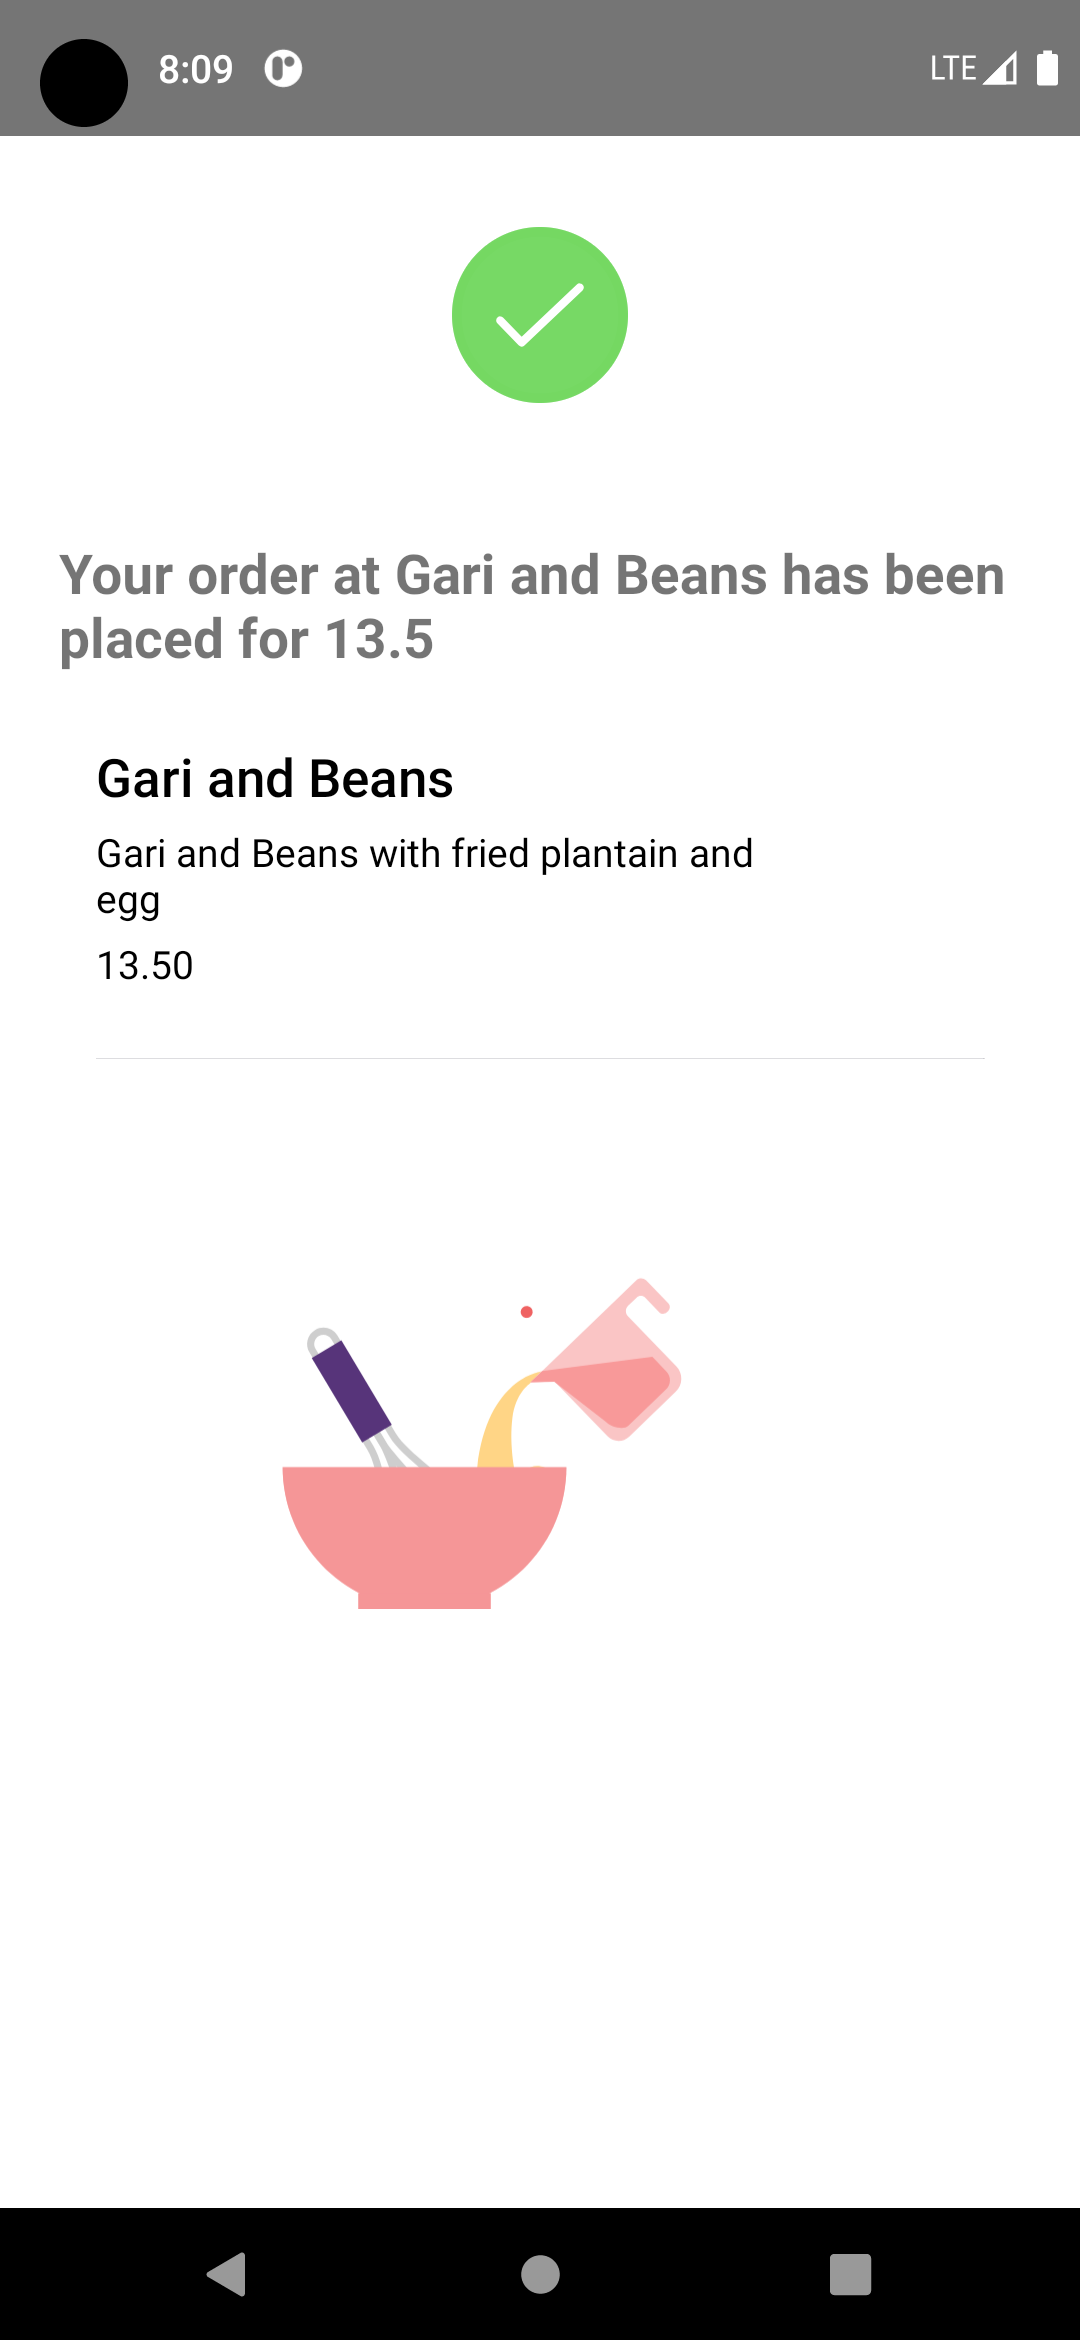 8:09
LTE
Your order at Gari and Beans has been
placed for 13.5
Gari and Beans
Gari and Beans with fried plantain and
egg
13.50